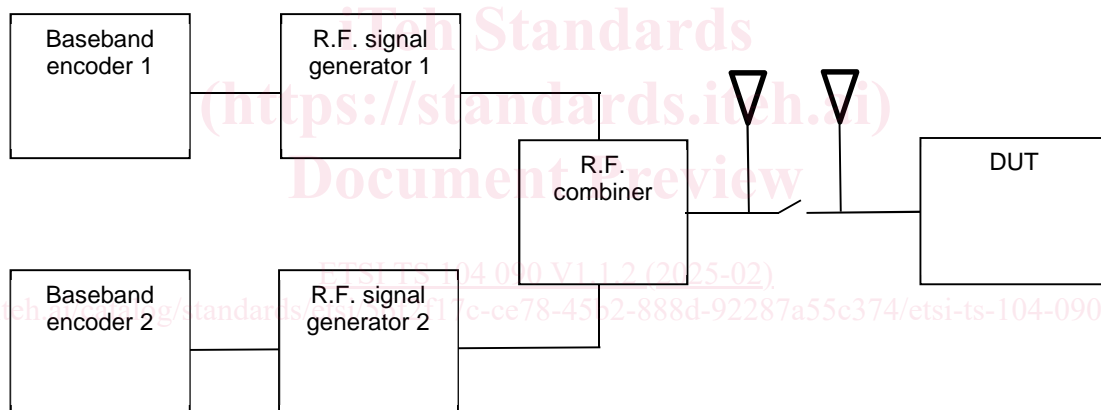 iTeh Standards
(https://standards.iteh.ai)
Document Preview
Baseband
encoder 1
R.F. signal
generator 1
R.F.
combiner
DUT
ETSI TS 104 090 V1.1.2 (2025-02)
Baseband
encoder 2
R.F. signal
generator 2